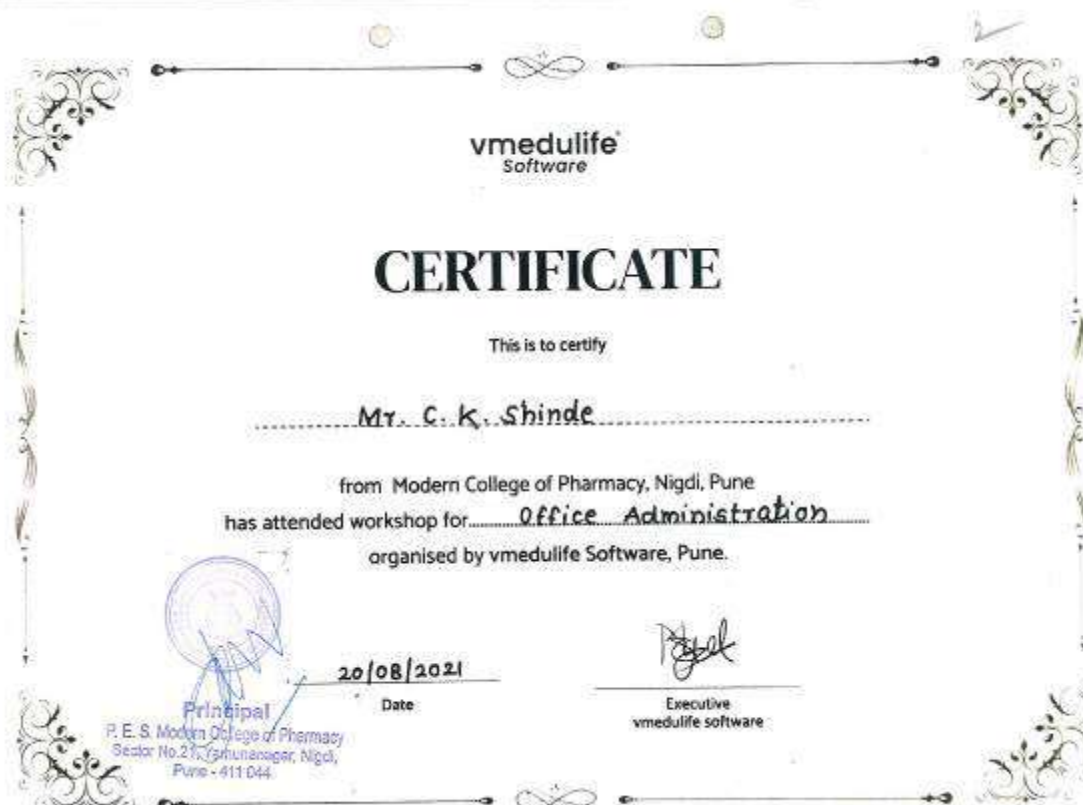 vmedulife
Software
CERTIFICATE
This is to certify
Mr. C. K. Shinde
from Modern College of Pharmacy, Nigdi, Pune
has attended workshop for Office Administration
organised by vmedulife Software, Pune.
20/08/2021
Date
Executive
vmedulife software
Principal
P. E. S. Modern College of Pharmacy
Sector No.21, Yamunanagar, Nigdi,
Pune - 411 044.